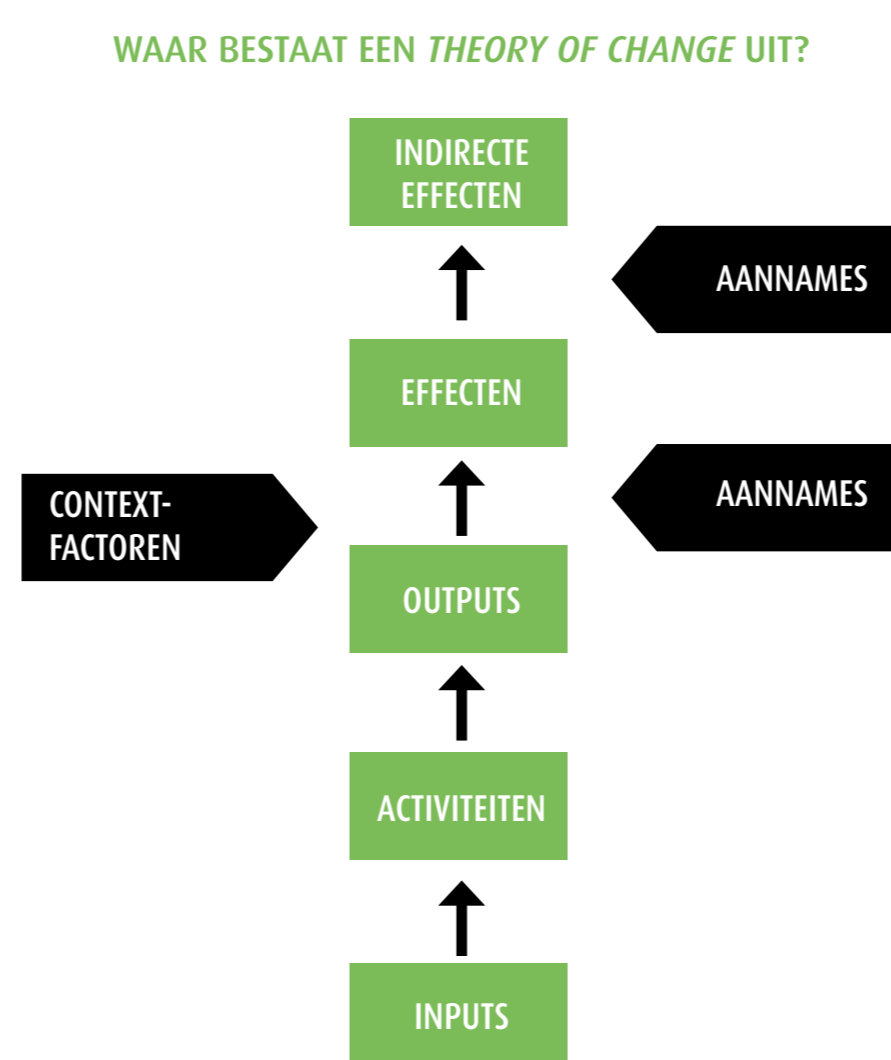 WAAR BESTAAT EEN THEORY OF CHANGE UIT?
INDIRECTE
EFFECTEN
AANNAMES
EFFECTEN
AANNAMES
CONTEXT-
FACTOREN
OUTPUTS
ACTIVITEITEN
INPUTS